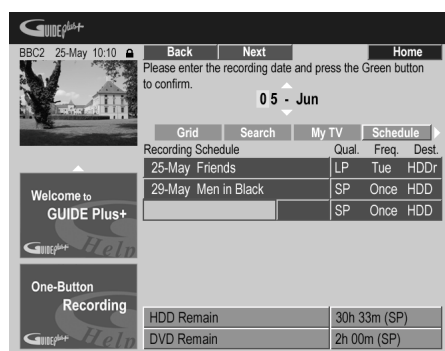 GUIDE Plus+
BBC2 25-May 10:10 Back Next Home
Please enter the recording date and press the Green button
to confirm.
05 - Jun
Grid Search My TV Schedule
Recording Schedule Qual. Freq. Dest.
25-May Friends LP Tue HDDr
29-May Men in Black SP Once HDD
SP Once HDD
Welcome to
GUIDE Plus+
GUIDE Plus+ Help
One-Button
Recording
GUIDE Plus+ Help
HDD Remain 30h 33m (SP)
DVD Remain 2h 00m (SP)